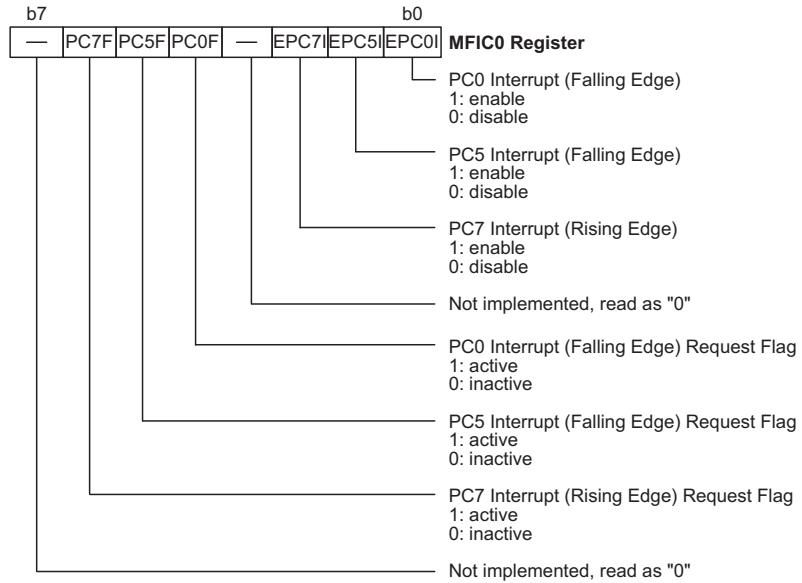 b7 b0
— PC7F PC5F PC0F — EPC7I EPC5I EPC0I MFIC0 Register
PC0 Interrupt (Falling Edge)
1: enable
0: disable
PC5 Interrupt (Falling Edge)
1: enable
0: disable
PC7 Interrupt (Rising Edge)
1: enable
0: disable
Not implemented, read as "0"
PC0 Interrupt (Falling Edge) Request Flag
1: active
0: inactive
PC5 Interrupt (Falling Edge) Request Flag
1: active
0: inactive
PC7 Interrupt (Rising Edge) Request Flag
1: active
0: inactive
Not implemented, read as "0"